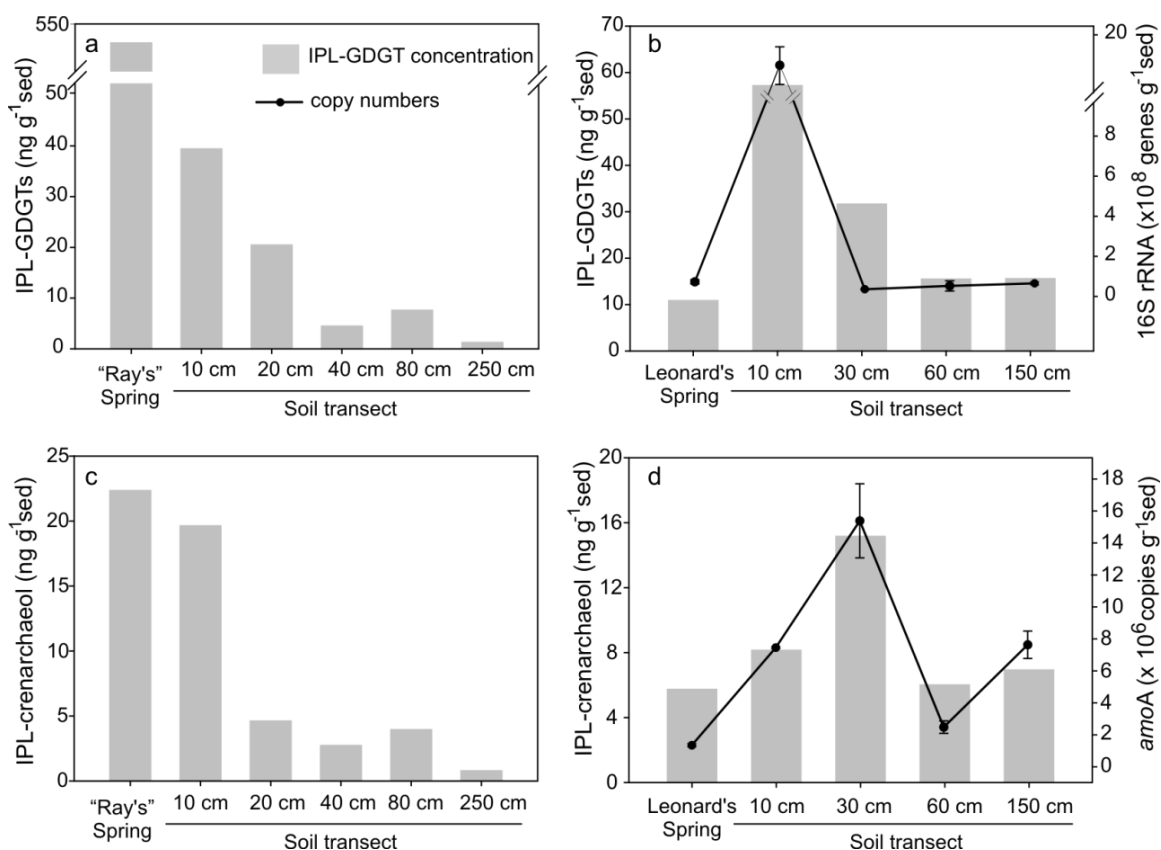 a
550
50
40
30
20
10
0
IPL-GDGTs (ng g⁻¹sed)
IPL-GDGT concentration
copy numbers
"Ray's" Spring
10 cm 20 cm 40 cm 80 cm 250 cm
Soil transect
b
70
60
50
40
30
20
10
0
IPL-GDGTs (ng g⁻¹sed)
20
8
6
4
2
0
16S rRNA (x10⁸ genes g⁻¹sed)
Leonard's Spring
10 cm 30 cm 60 cm 150 cm
Soil transect
c
25
20
15
10
5
0
IPL-crenarchaeol (ng g⁻¹sed)
"Ray's" Spring
10 cm 20 cm 40 cm 80 cm 250 cm
Soil transect
d
20
16
12
8
4
0
IPL-crenarchaeol (ng g⁻¹sed)
18
16
14
12
10
8
6
4
2
0
amoA (x 10⁶copies g⁻¹sed)
Leonard's Spring
10 cm 30 cm 60 cm 150 cm
Soil transect